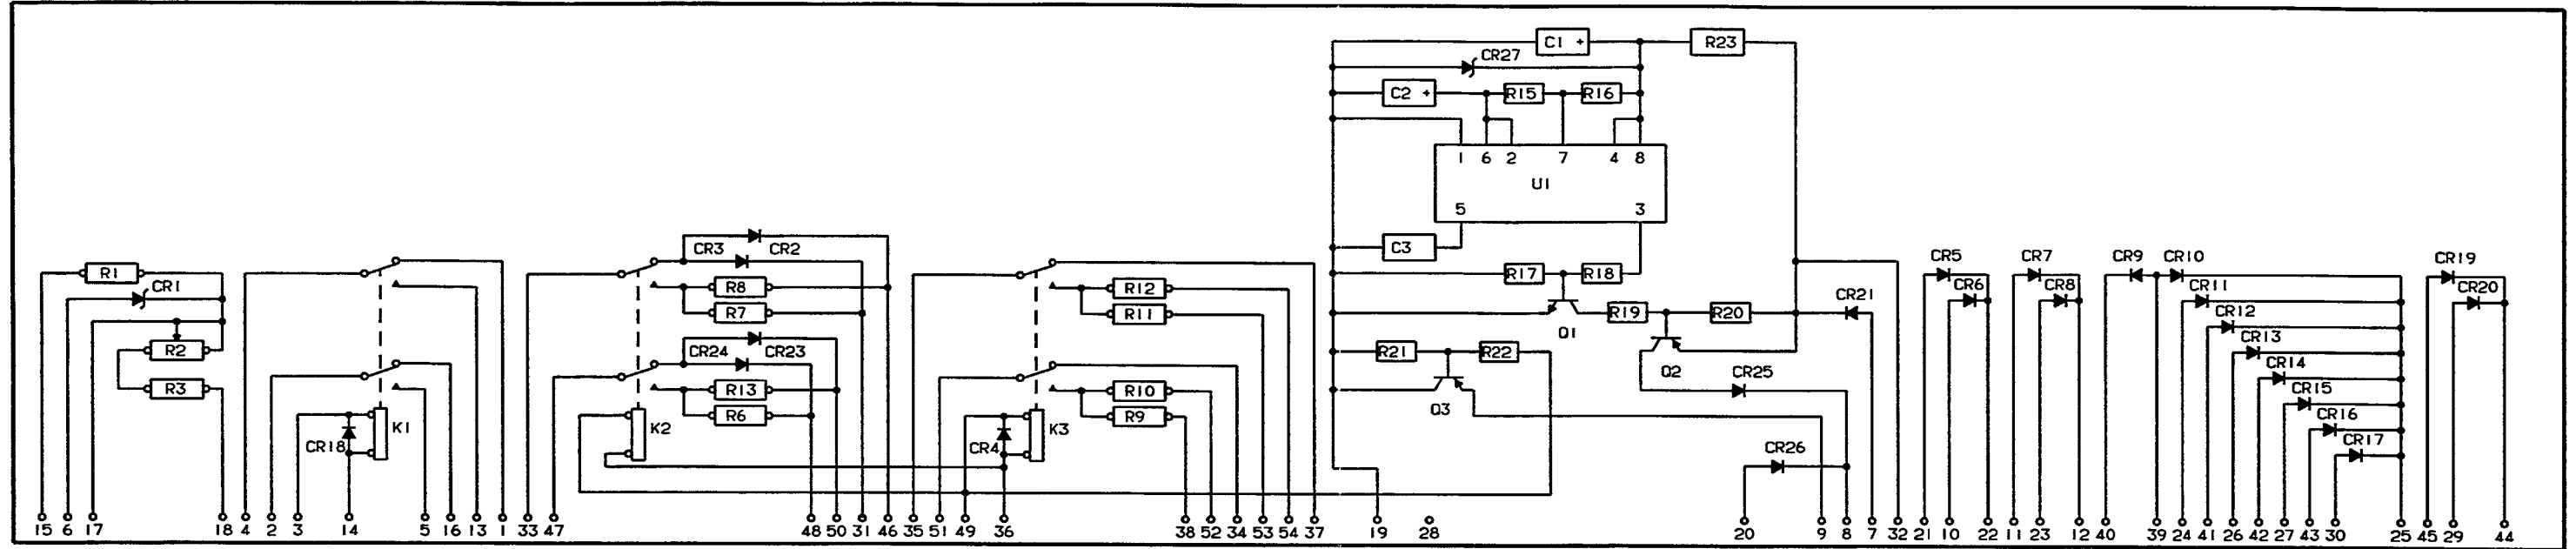 C1 + R23
CR27
C2 + R15 R16
1 6 2 7 4 8
U1
5 3
CR3 CR2 C3
R1 CR5 CR7 CR9 CR10 CR19
CR1 R8 R12 R17 R18 CR6 CR8 CR11 CR20
R7 R11 R19 R20 CR21 CR12
Q1
R2 CR24 CR23 R21 R22 CR13
Q2 CR14
R3 R13 R10 CR25 CR15
R6 R9 Q3 CR16
K1 K2 K3
CR18 CR4 CR26 CR17
15 6 17 18 4 2 3 14 5 16 13 1 33 47 48 50 31 46 35 51 49 36 38 52 34 53 54 37 19 28 20 9 8 7 32 21 10 22 11 23 12 40 39 24 41 26 42 27 43 30 25 45 29 44